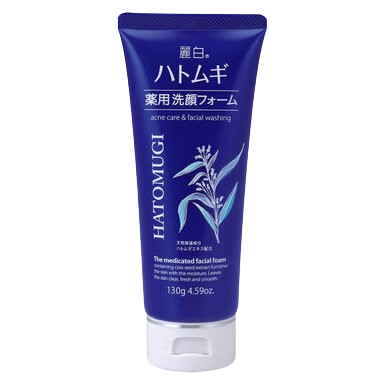 麗白®
ハトムギ
薬用洗顔フォーム
acne care & facial washing
HATOMUGI
天然保湿成分
ハトムギエキス配合
The medicated facial foam
containing coix seed extract furnishes
the skin with the moisture. Leaves
the skin clear, fresh and smooth.
130g 4.59oz.